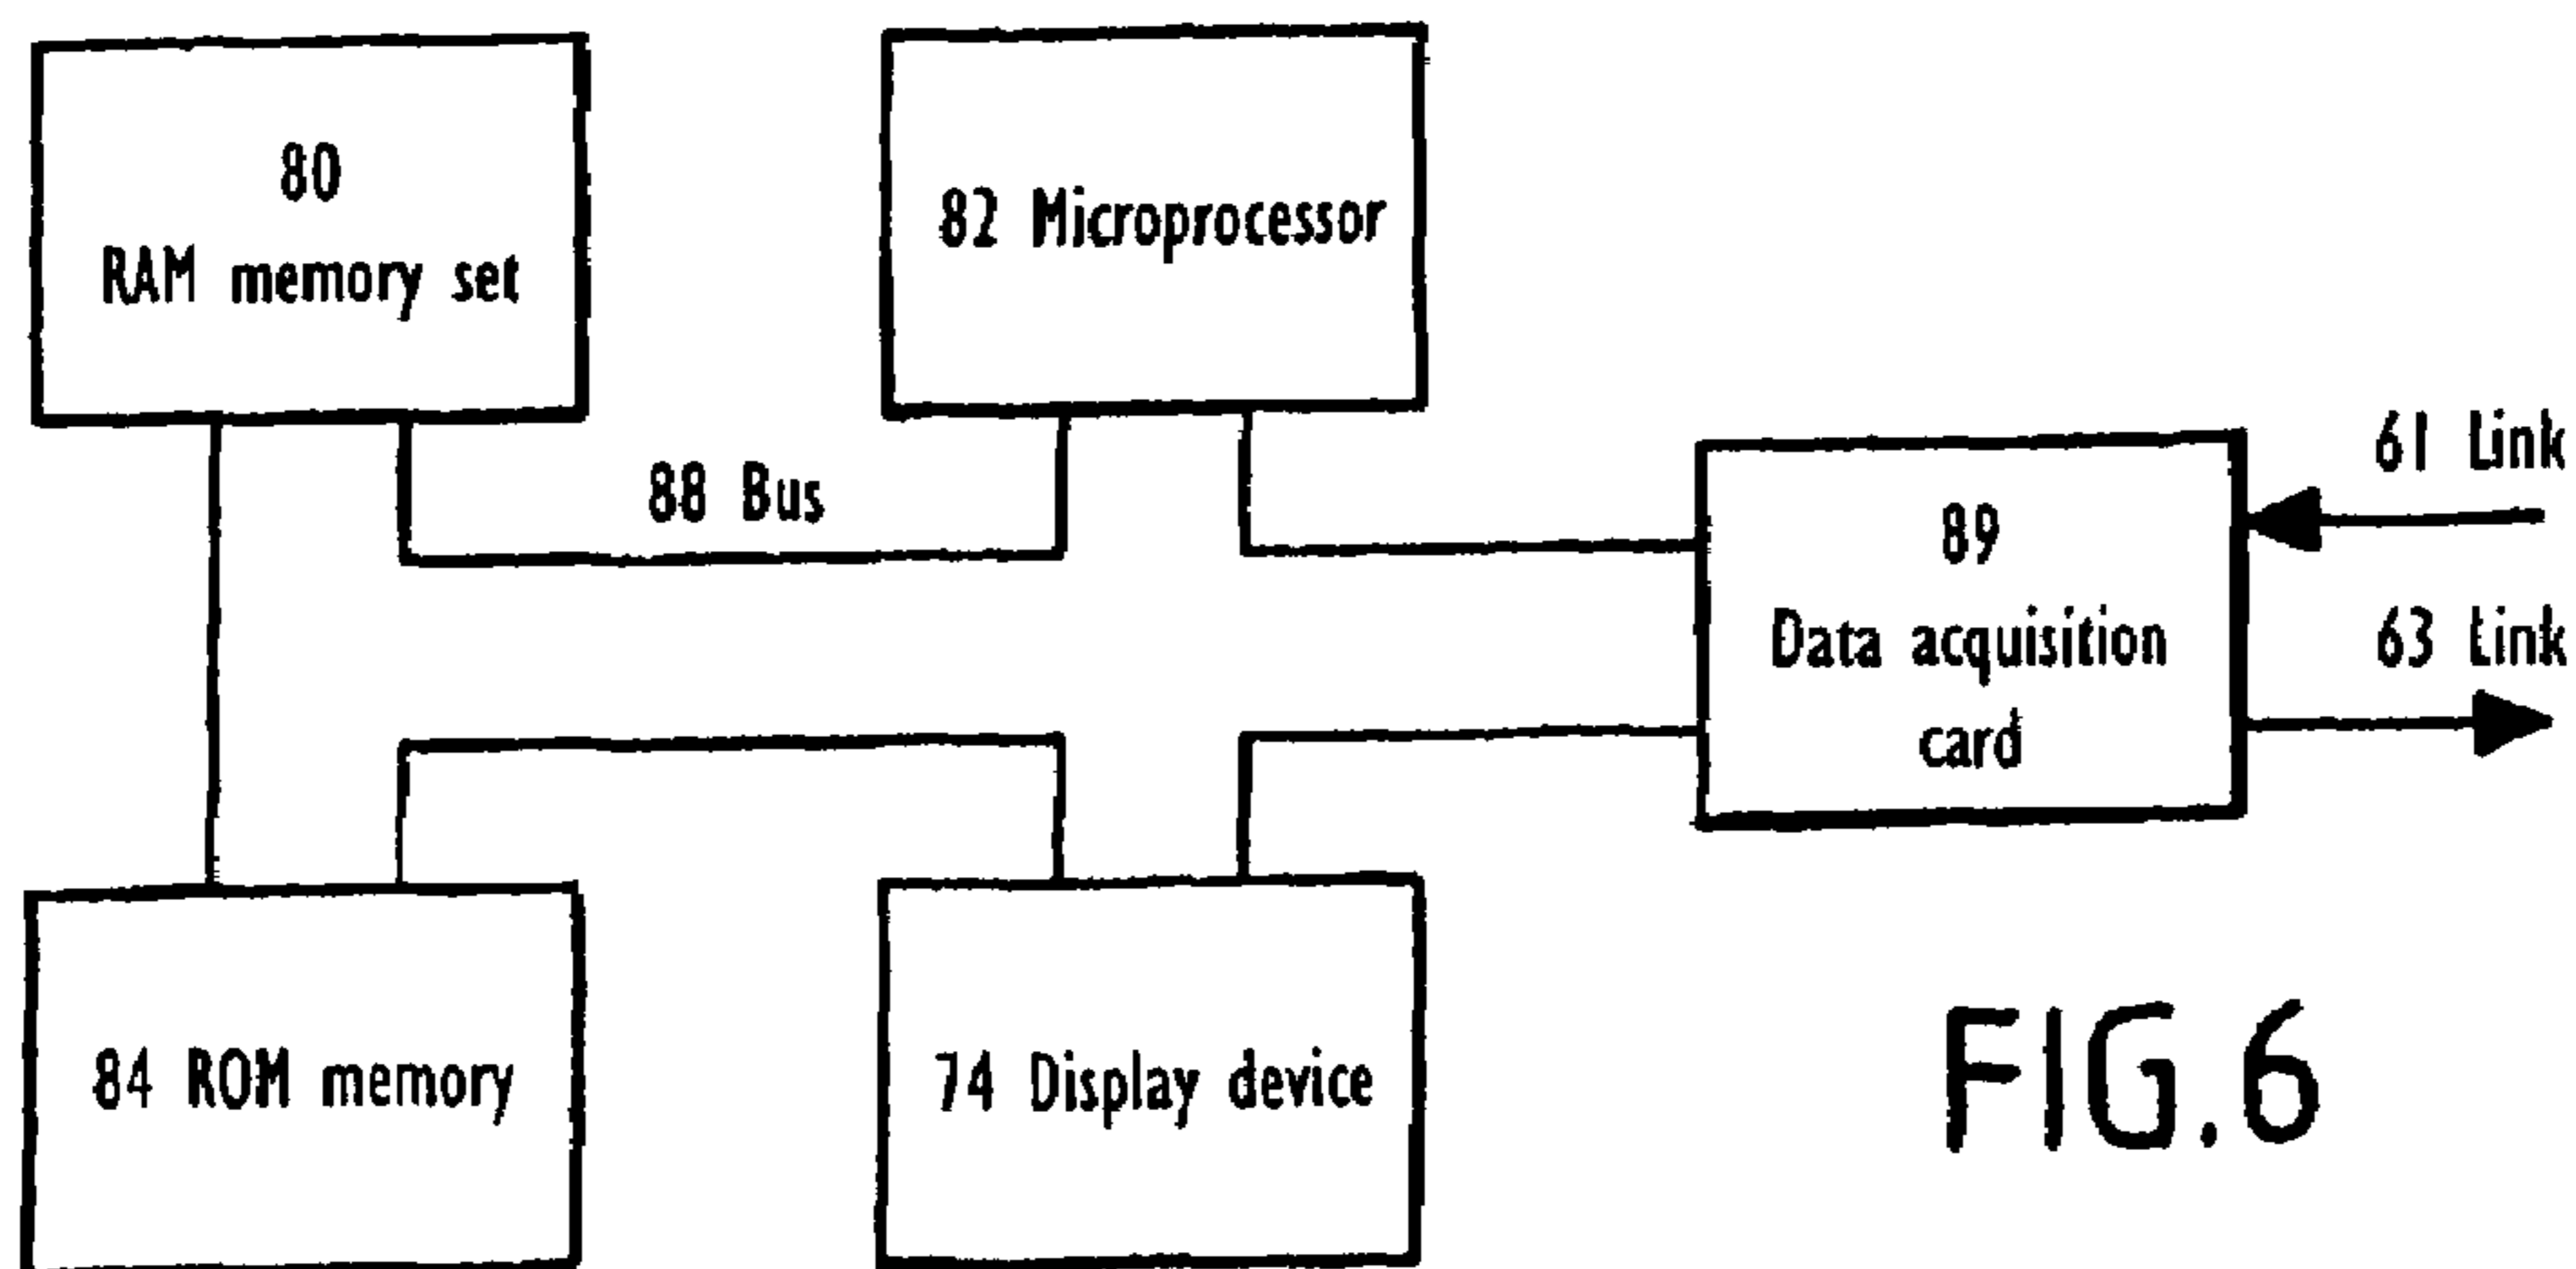 80
RAM memory set
82 Microprocessor
88 Bus
61 Link
89
Data acquisition
card
63 Link
84 ROM memory
74 Display device
FIG.6